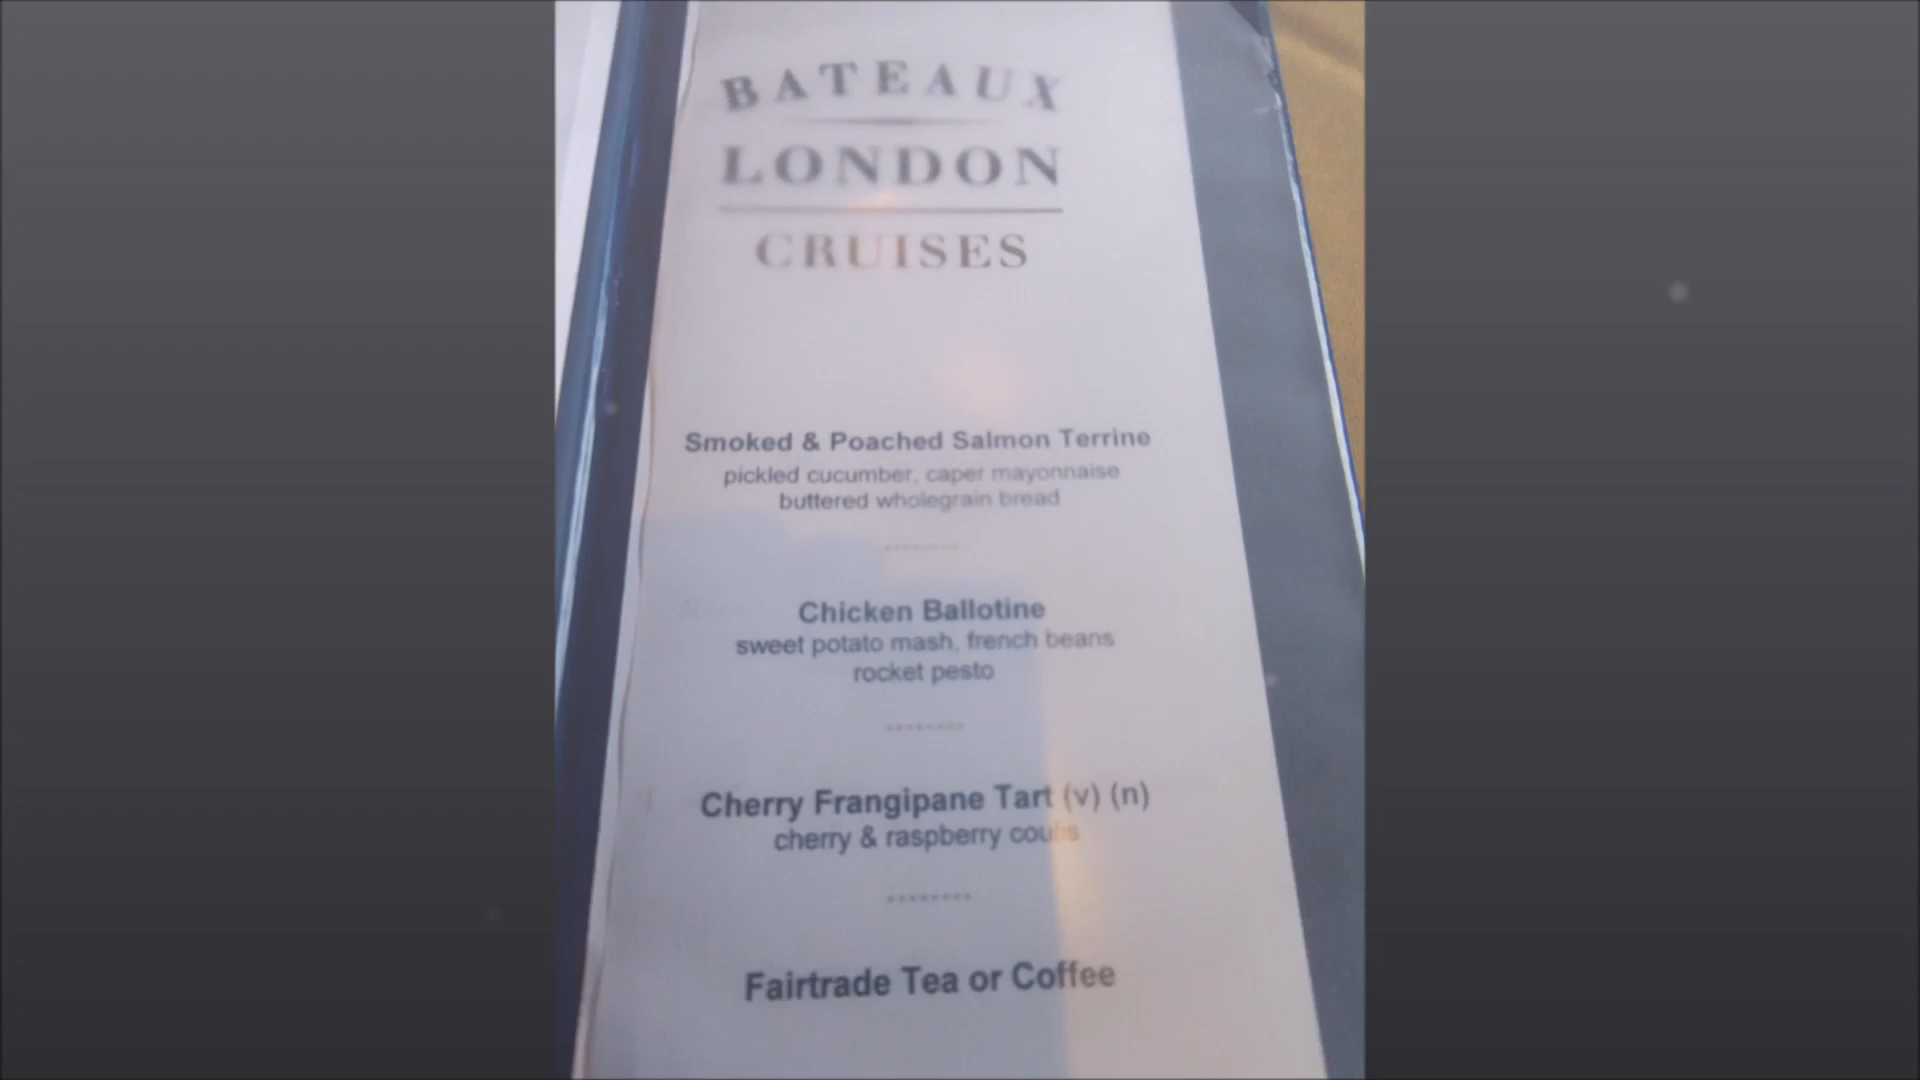 BATEAUX
LONDON
CRUISES
Smoked & Poached Salmon Terrine
pickled cucumber, caper mayonnaise
buttered wholegrain bread
Chicken Ballotine
sweet potato mash, french beans
rocket pesto
Cherry Frangipane Tart (v) (n)
cherry & raspberry coulis
Fairtrade Tea or Coffee